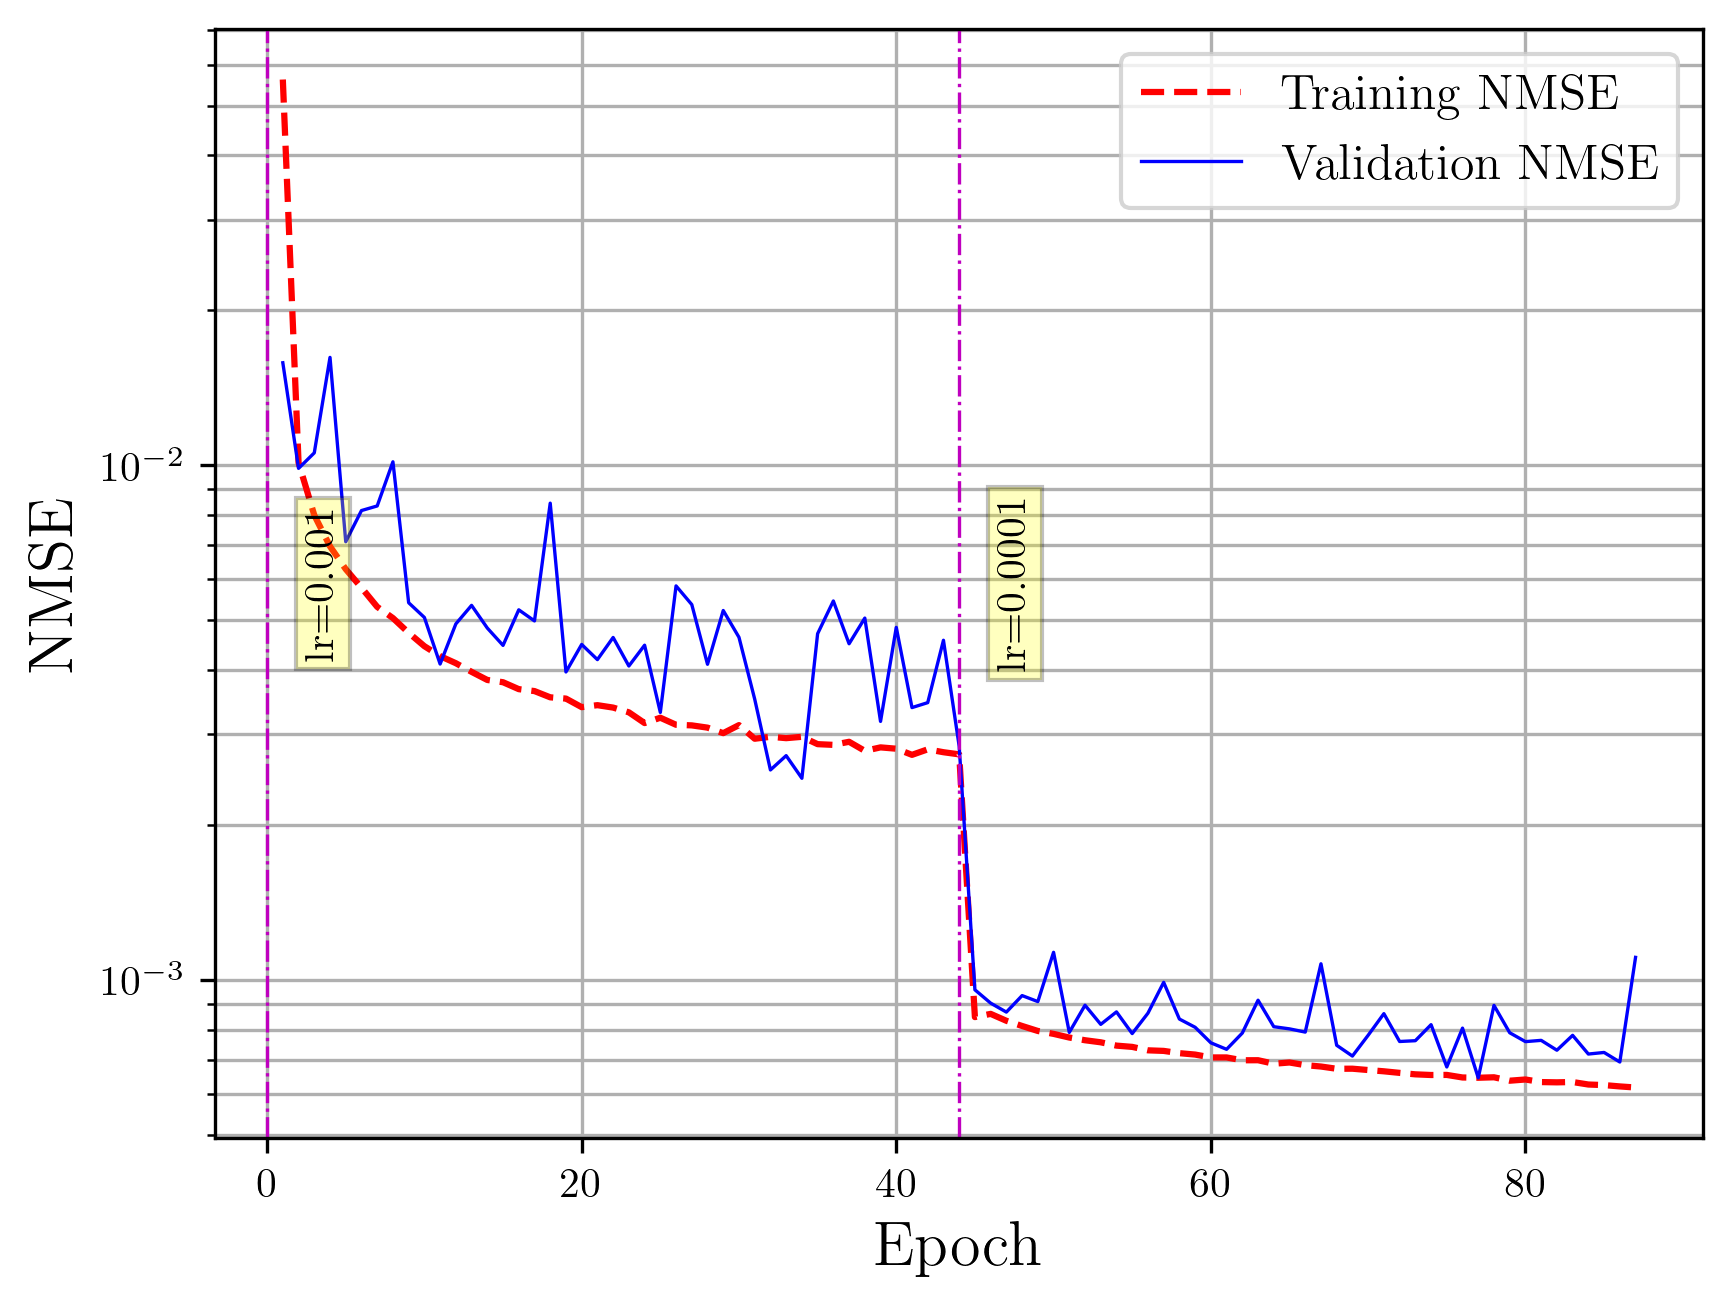 Training NMSE
Validation NMSE
10⁻²
10⁻³
NMSE
lr=0.001
lr=0.0001
0 20 40 60 80
Epoch